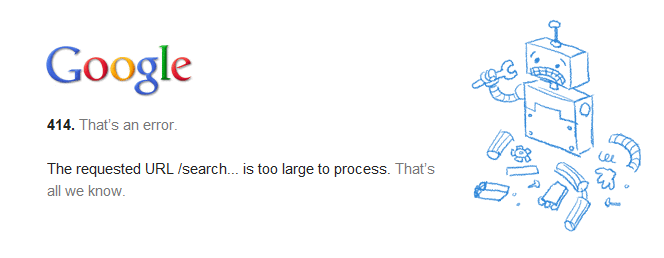 Google
414. That's an error.
The requested URL /search... is too large to process. That's
all we know.